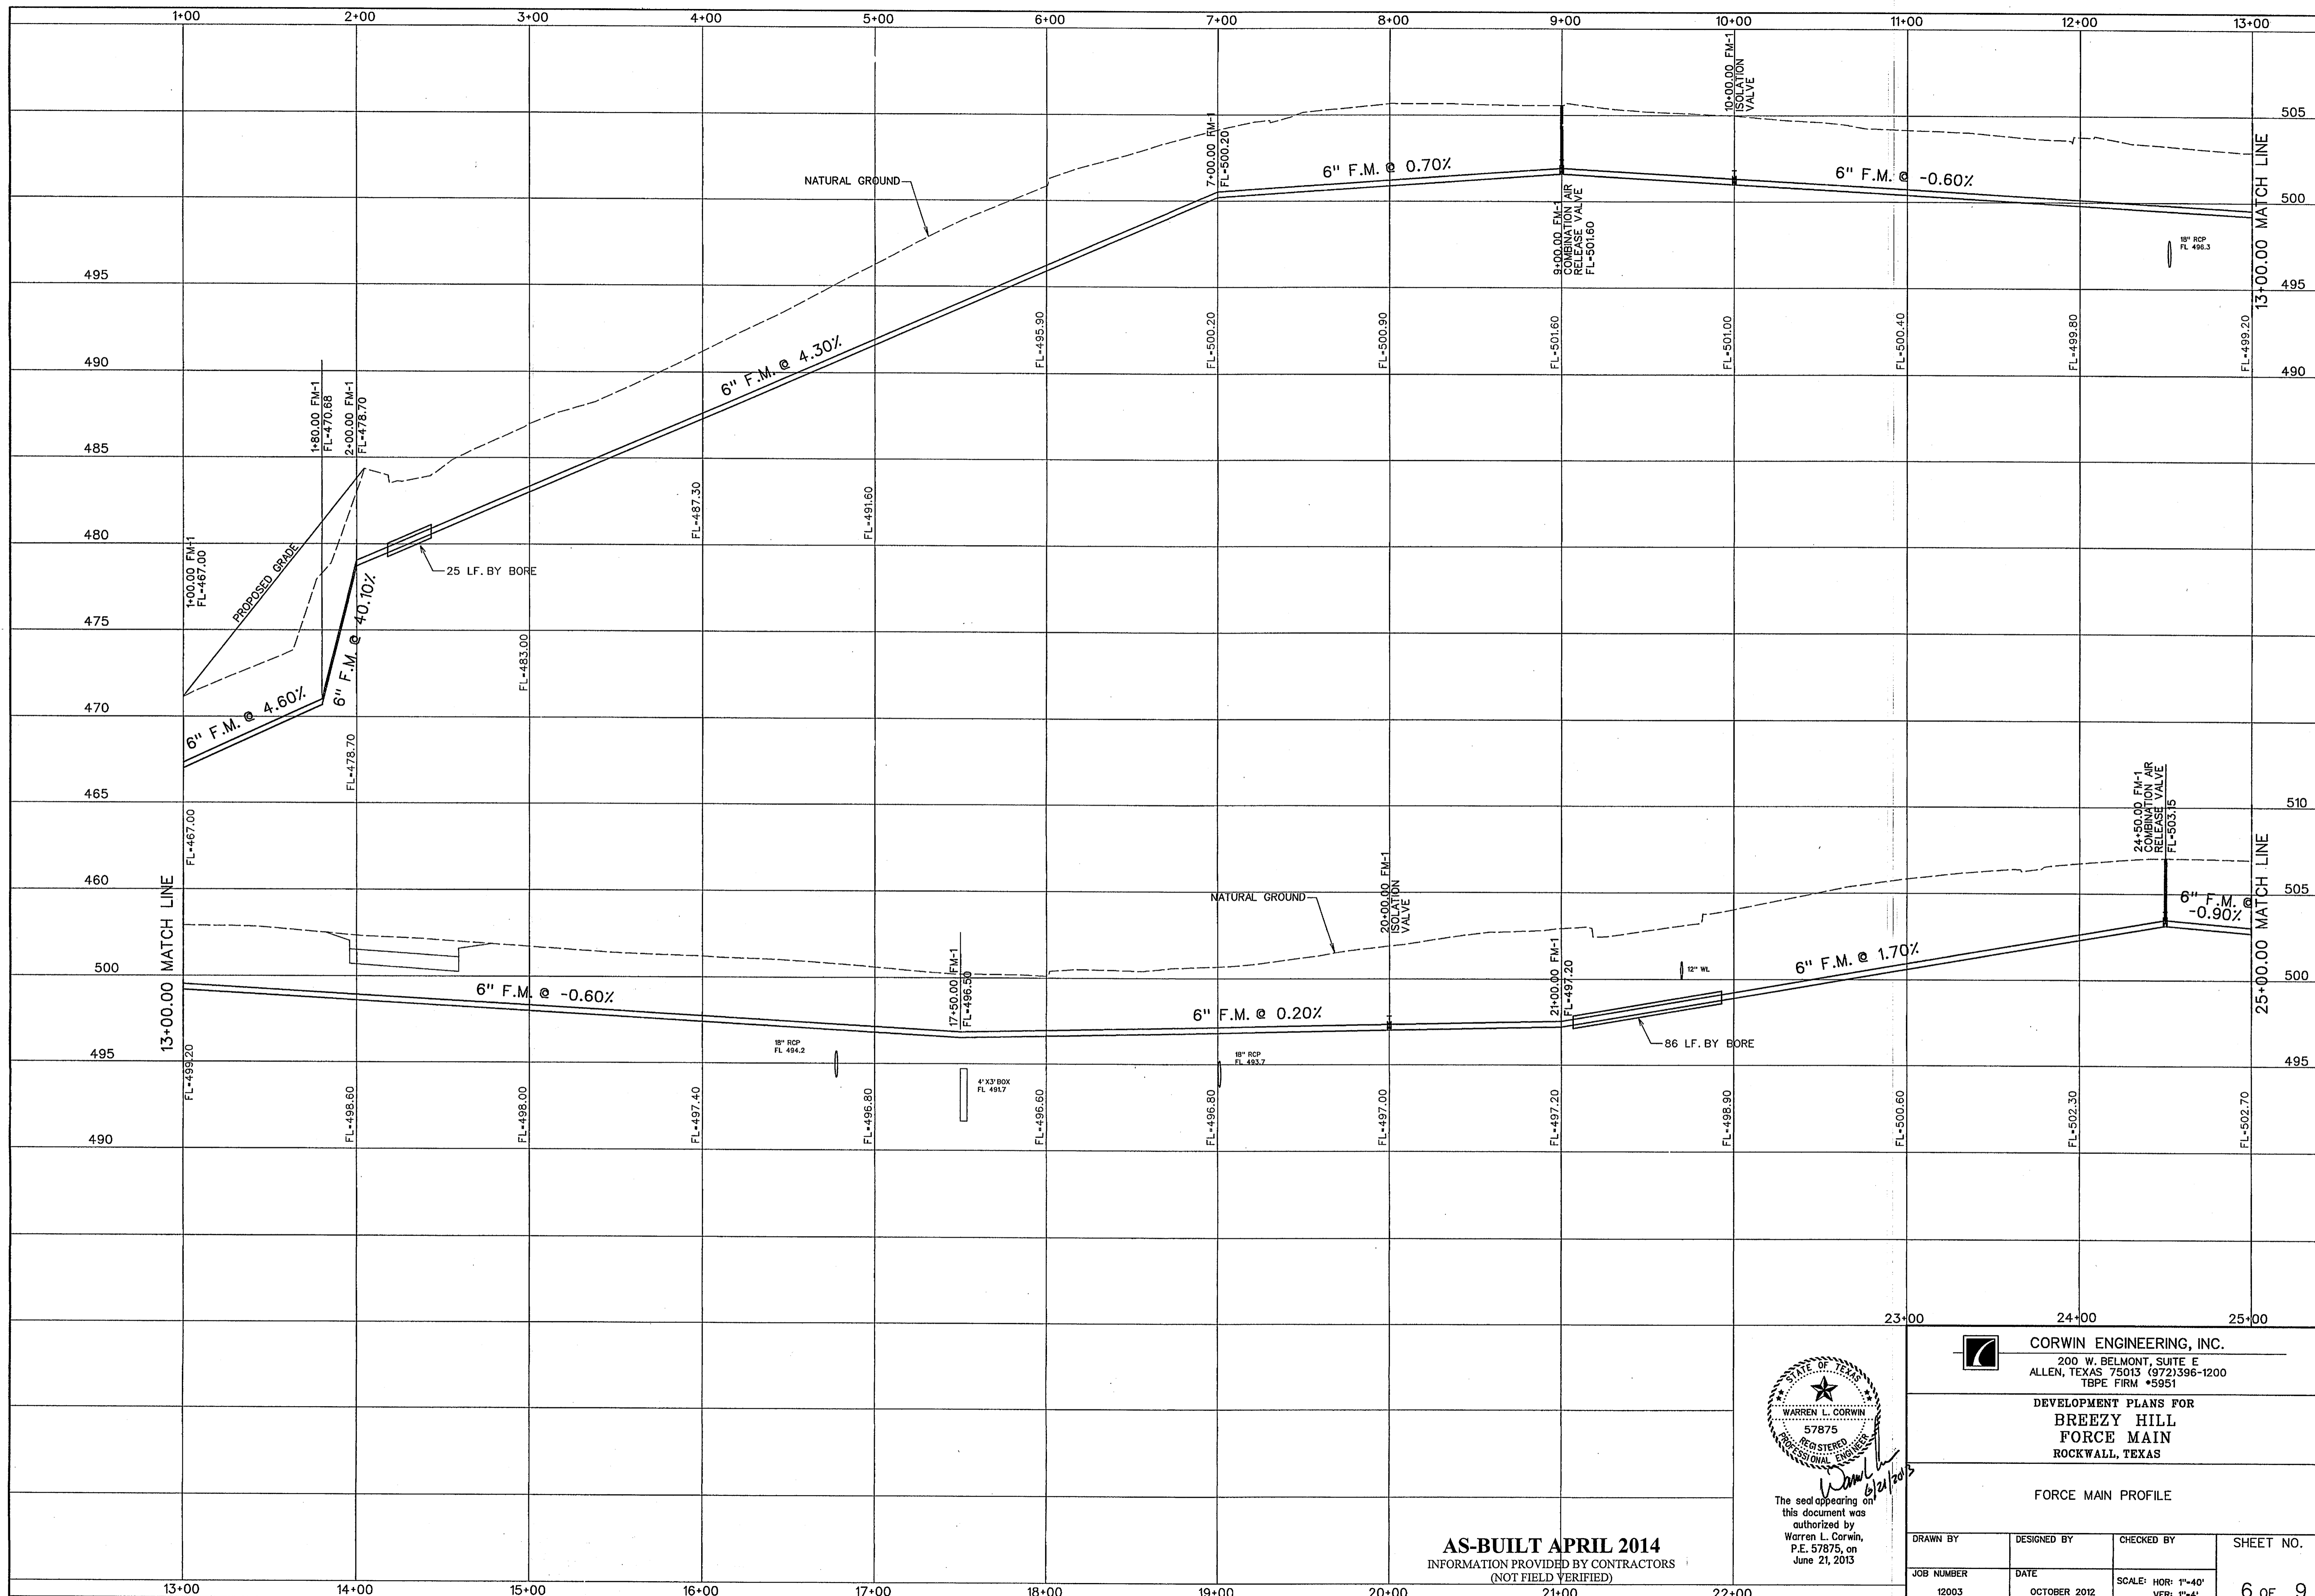 1+00 2+00 3+00 4+00 5+00 6+00 7+00 8+00 9+00 10+00 11+00 12+00 13+00
10+00.00 FM-1
ISOLATION
VALVE
505
7+00.00 FM-1
FL=500.20
6" F.M. @ 0.70%
6" F.M. @ -0.60%
NATURAL GROUND
500
9+00.00 FM-1
COMBINATION AIR
RELEASE VALVE
FL=501.60
18" RCP
FL 496.3
13+00.00 MATCH LINE
495
495
FL=495.90
FL=500.20
FL=500.90
FL=501.60
FL=501.00
FL=500.40
FL=499.80
FL=499.20
490
6" F.M. @ 4.30%
490
1+80.00 FM-1
FL=470.68
2+00.00 FM-1
FL=478.70
485
FL=487.30
FL=491.60
480
1+00.00 FM-1
FL=467.00
PROPOSED GRADE
25 LF. BY BORE
6" F.M. @ 40.10%
475
FL=483.00
470
6" F.M. @ 4.60%
FL=478.70
465
FL=467.00
510
24+50.00 FM-1
COMBINATION AIR
RELEASE VALVE
FL=503.15
460
13+00.00 MATCH LINE
NATURAL GROUND
20+00.00 FM-1
ISOLATION
VALVE
505
6" F.M. @
-0.90%
25+00.00 MATCH LINE
500
6" F.M. @ -0.60%
17+50.00 FM-1
FL=496.50
6" F.M. @ 0.20%
21+00.00 FM-1
FL=497.20
12" WL
6" F.M. @ 1.70%
500
86 LF. BY BORE
495
18" RCP
FL 494.2
4'X3' BOX
FL 491.7
18" RCP
FL 493.7
495
FL=499.20
FL=498.60
FL=498.00
FL=497.40
FL=496.80
FL=496.60
FL=496.80
FL=497.00
FL=497.20
FL=498.90
FL=500.60
FL=502.30
FL=502.70
490
23+00 24+00 25+00
CORWIN ENGINEERING, INC.
200 W. BELMONT, SUITE E
ALLEN, TEXAS 75013 (972)396-1200
TBPE FIRM #5951
DEVELOPMENT PLANS FOR
BREEZY HILL
FORCE MAIN
ROCKWALL, TEXAS
FORCE MAIN PROFILE
STATE OF TEXAS
WARREN L. CORWIN
57875
REGISTERED
PROFESSIONAL ENGINEER
6/21/2013
The seal appearing on
this document was
authorized by
Warren L. Corwin,
P.E. 57875, on
June 21, 2013
AS-BUILT APRIL 2014
INFORMATION PROVIDED BY CONTRACTORS
(NOT FIELD VERIFIED)
DRAWN BY DESIGNED BY CHECKED BY SHEET NO.
JOB NUMBER
12003
DATE
OCTOBER 2012
SCALE: HOR: 1"=40'
VER: 1"=4'
6 OF 9
13+00 14+00 15+00 16+00 17+00 18+00 19+00 20+00 21+00 22+00